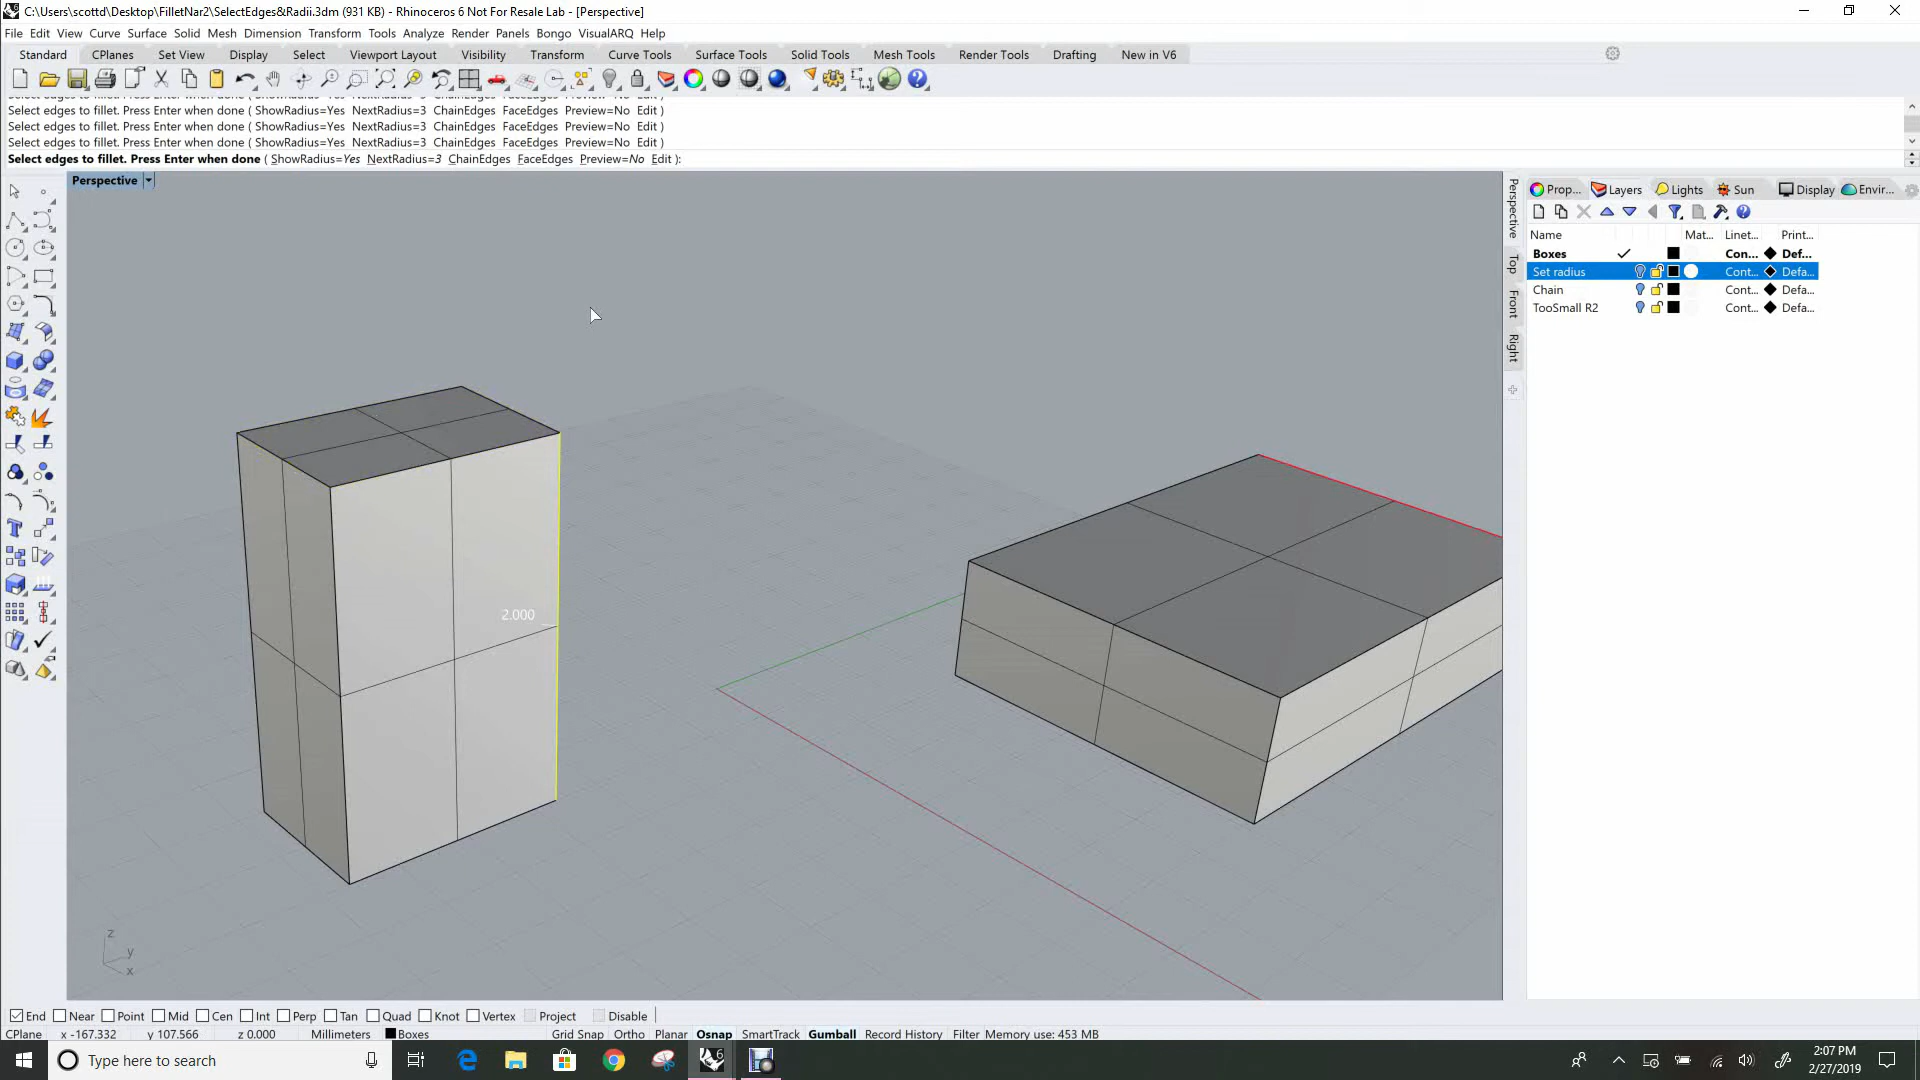 C:\Users\scottd\Desktop\FilletNar2\SelectEdges&Radii.3dm (931 KB) - Rhinoceros 6 Not For Resale Lab - [Perspective]
File Edit View Curve Surface Solid Mesh Dimension Transform Tools Analyze Render Panels Bongo VisualARQ Help
Standard CPlanes Set View Display Select Viewport Layout Visibility Transform Curve Tools Surface Tools Solid Tools Mesh Tools Render Tools Drafting New in V6
Select edges to fillet. Press Enter when done ( ShowRadius=Yes NextRadius=3 ChainEdges FaceEdges Preview=No Edit )
Select edges to fillet. Press Enter when done ( ShowRadius=Yes NextRadius=3 ChainEdges FaceEdges Preview=No Edit )
Select edges to fillet. Press Enter when done ( ShowRadius=Yes NextRadius=3 ChainEdges FaceEdges Preview=No Edit )
Select edges to fillet. Press Enter when done ( ShowRadius=Yes NextRadius=3 ChainEdges FaceEdges Preview=No Edit ):
Perspective
Perspective
Top
Front
Right
Prop... Layers Lights Sun Display Envir...
Name Mat... Linet... Print...
Boxes Con... Def...
Set radius Cont... Defa...
Chain Cont... Defa...
TooSmall R2 Cont... Defa...
2.000
z
y
x
End Near Point Mid Cen Int Perp Tan Quad Knot Vertex Project Disable
CPlane x -167.332 y 107.566 z 0.000 Millimeters Boxes Grid Snap Ortho Planar Osnap SmartTrack Gumball Record History Filter Memory use: 453 MB
Type here to search
2:07 PM
2/27/2019